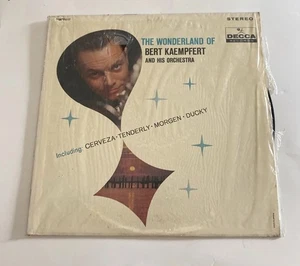 STEREO
THE WONDERLAND OF
BERT KAEMPFERT
AND HIS ORCHESTRA
DECCA
Including: CERVEZA • TENDERLY • MORGEN • DUCKY